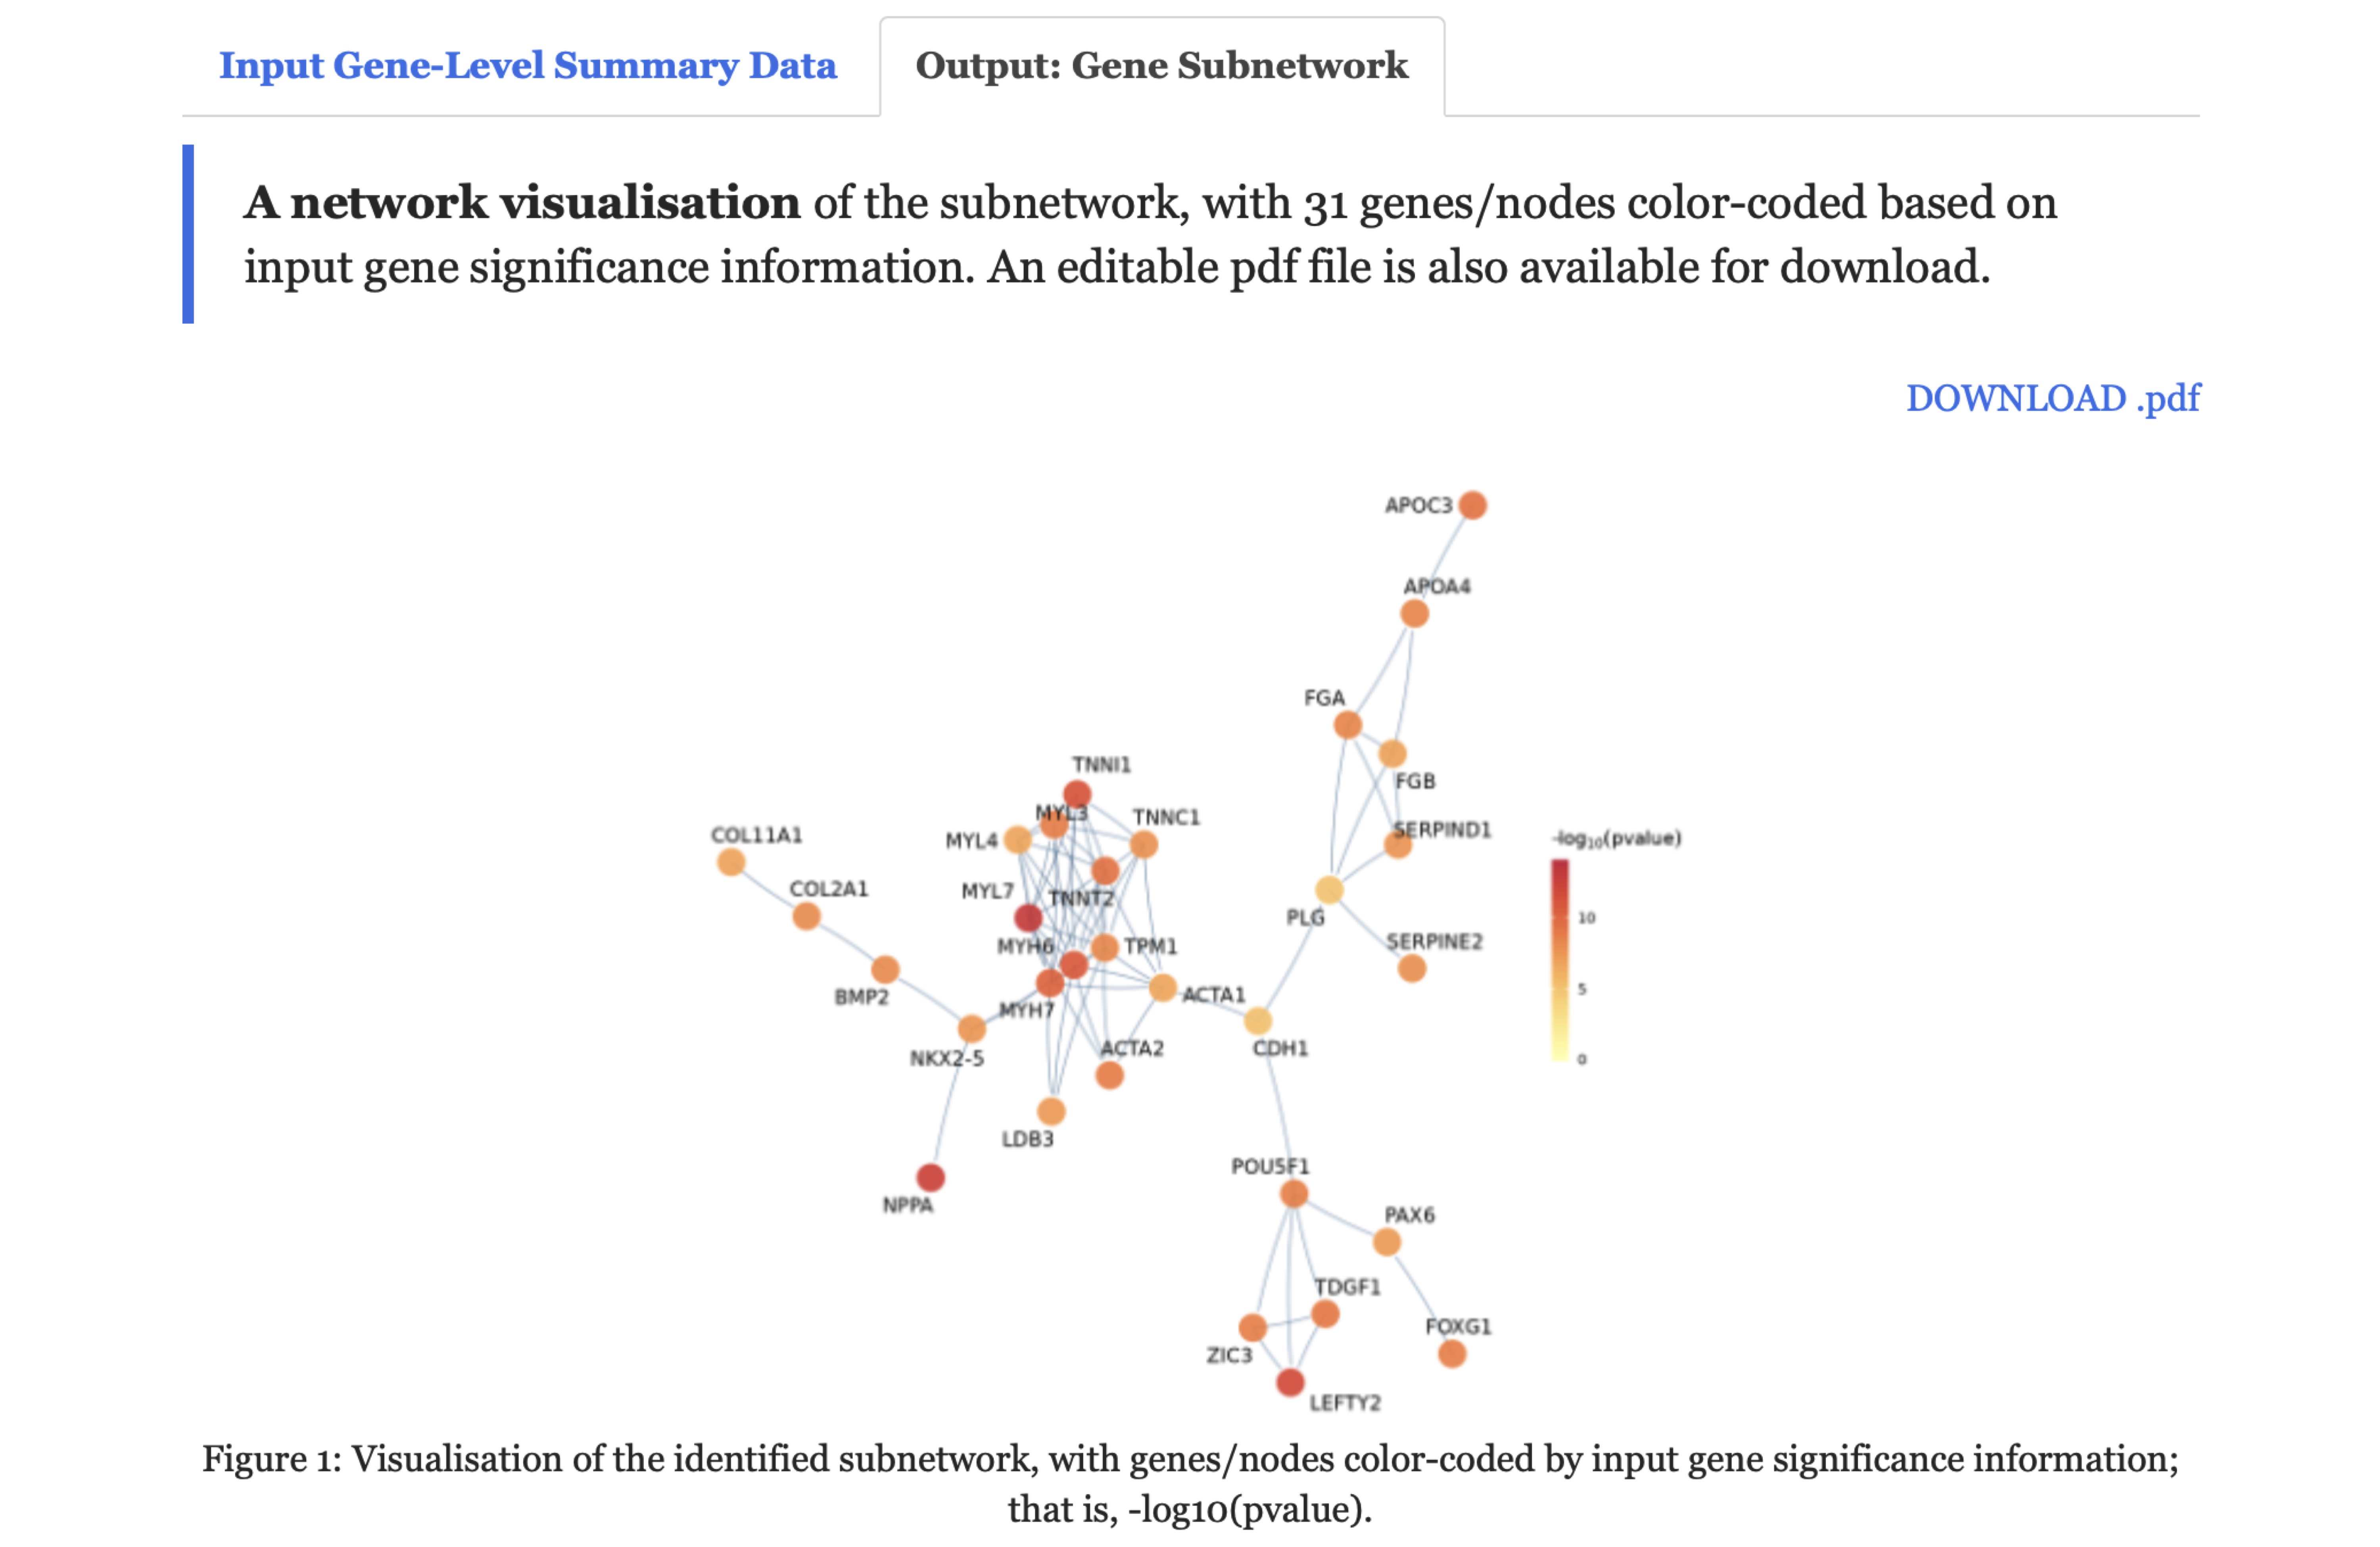 Input Gene-Level Summary Data
Output: Gene Subnetwork
A network visualisation of the subnetwork, with 31 genes/nodes color-coded based on
input gene significance information. An editable pdf file is also available for download.
DOWNLOAD .pdf
APOC3
APOA4
FGA
FGB
TNNI1
MYL3
TNNC1
SERPIND1
COL11A1
MYL4
-log10(pvalue)
COL2A1
MYL7
TNNT2
PLG
10
MYH6
TPM1
SERPINE2
BMP2
ACTA1
5
MYH7
NKX2-5
ACTA2
CDH1
0
LDB3
POU5F1
NPPA
PAX6
TDGF1
FOXG1
ZIC3
LEFTY2
Figure 1: Visualisation of the identified subnetwork, with genes/nodes color-coded by input gene significance information;
that is, -log10(pvalue).